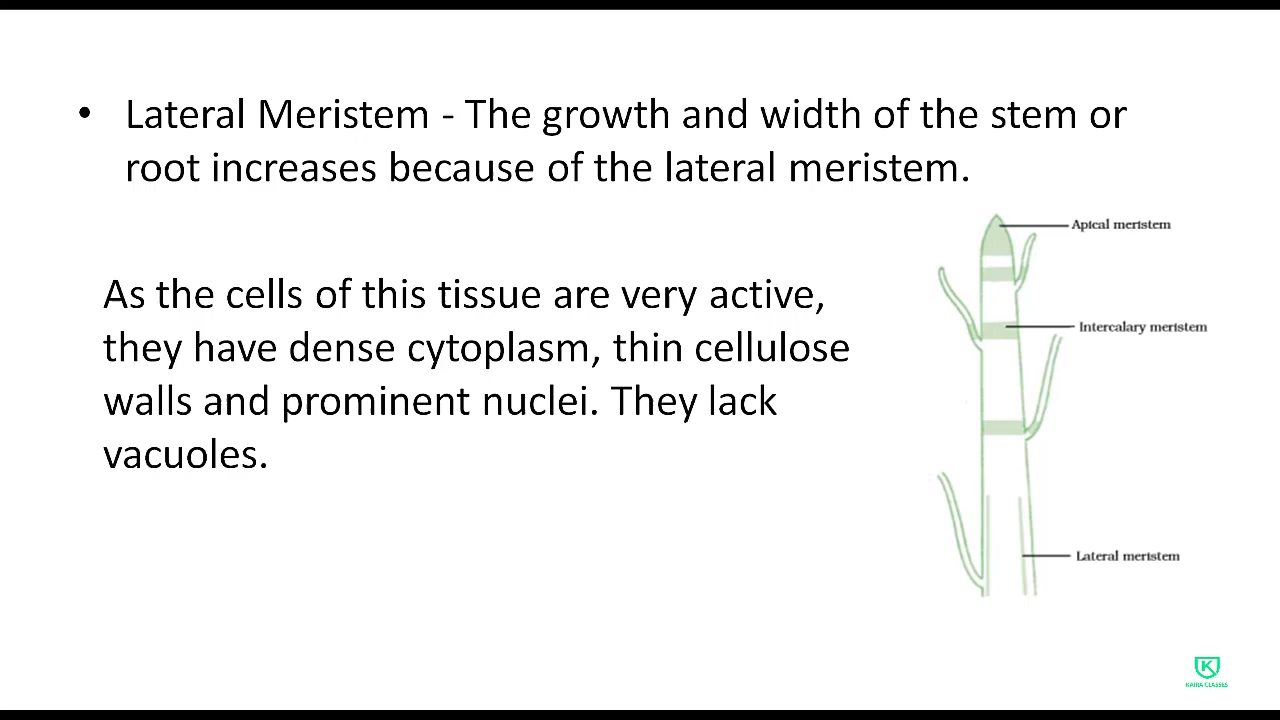 • Lateral Meristem - The growth and width of the stem or
root increases because of the lateral meristem.
Apical meristem
As the cells of this tissue are very active,
they have dense cytoplasm, thin cellulose
walls and prominent nuclei. They lack
vacuoles.
Intercalary meristem
Lateral meristem
K